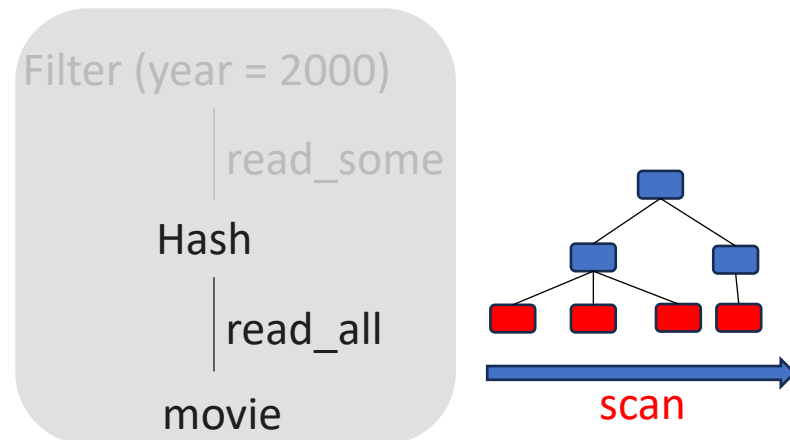 Filter (year = 2000)
read_some
Hash
read_all
movie
scan